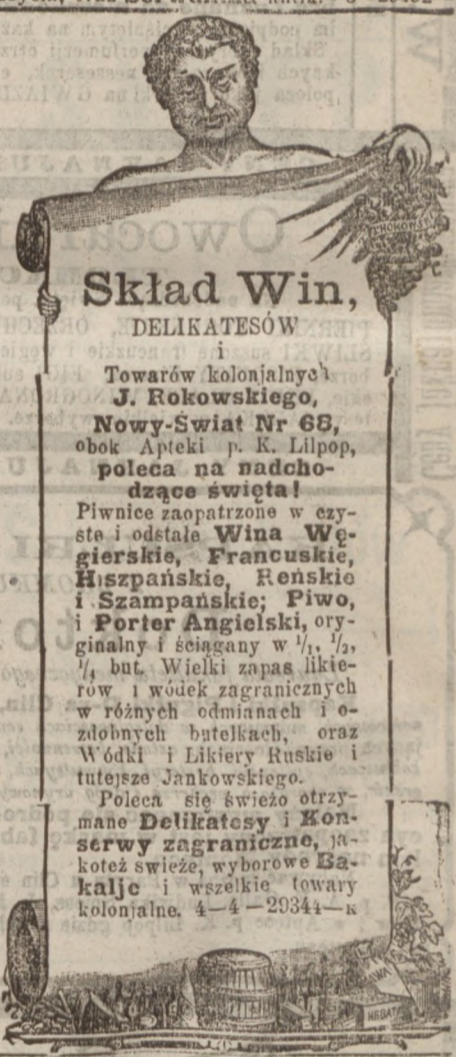 Skład Win,
DELIKATESÓW
i
Towarów kolonjalnych
J. Rokowskiego,
Nowy-Świat Nr 68,
obok Apteki p. K. Lilpop,
poleca na nadcho-
dzące święta!
Piwnice zaopatrzone w czy-
ste i odstałe Wina Wę-
gierskie, Francuskie,
Hiszpańskie, Reńskie
i Szampańskie; Piwo,
i Porter Angielski, ory-
ginalny i ściągany w 1/1, 1/2,
1/4 but. Wielki zapas likie-
rów i wódek zagranicznych
w różnych odmianach i o-
zdobnych butelkach, oraz
Wódki i Likiery Ruskie i
tutejsze Jankowskiego.
Poleca się świeżo otrzy-
mane Delikatesy i Kon-
serwy zagraniczne, ja-
koteż świeże, wyborowe Ba-
kalje i wszelkie towary
kolonjalne. 4—4—29344—K
HERBATA